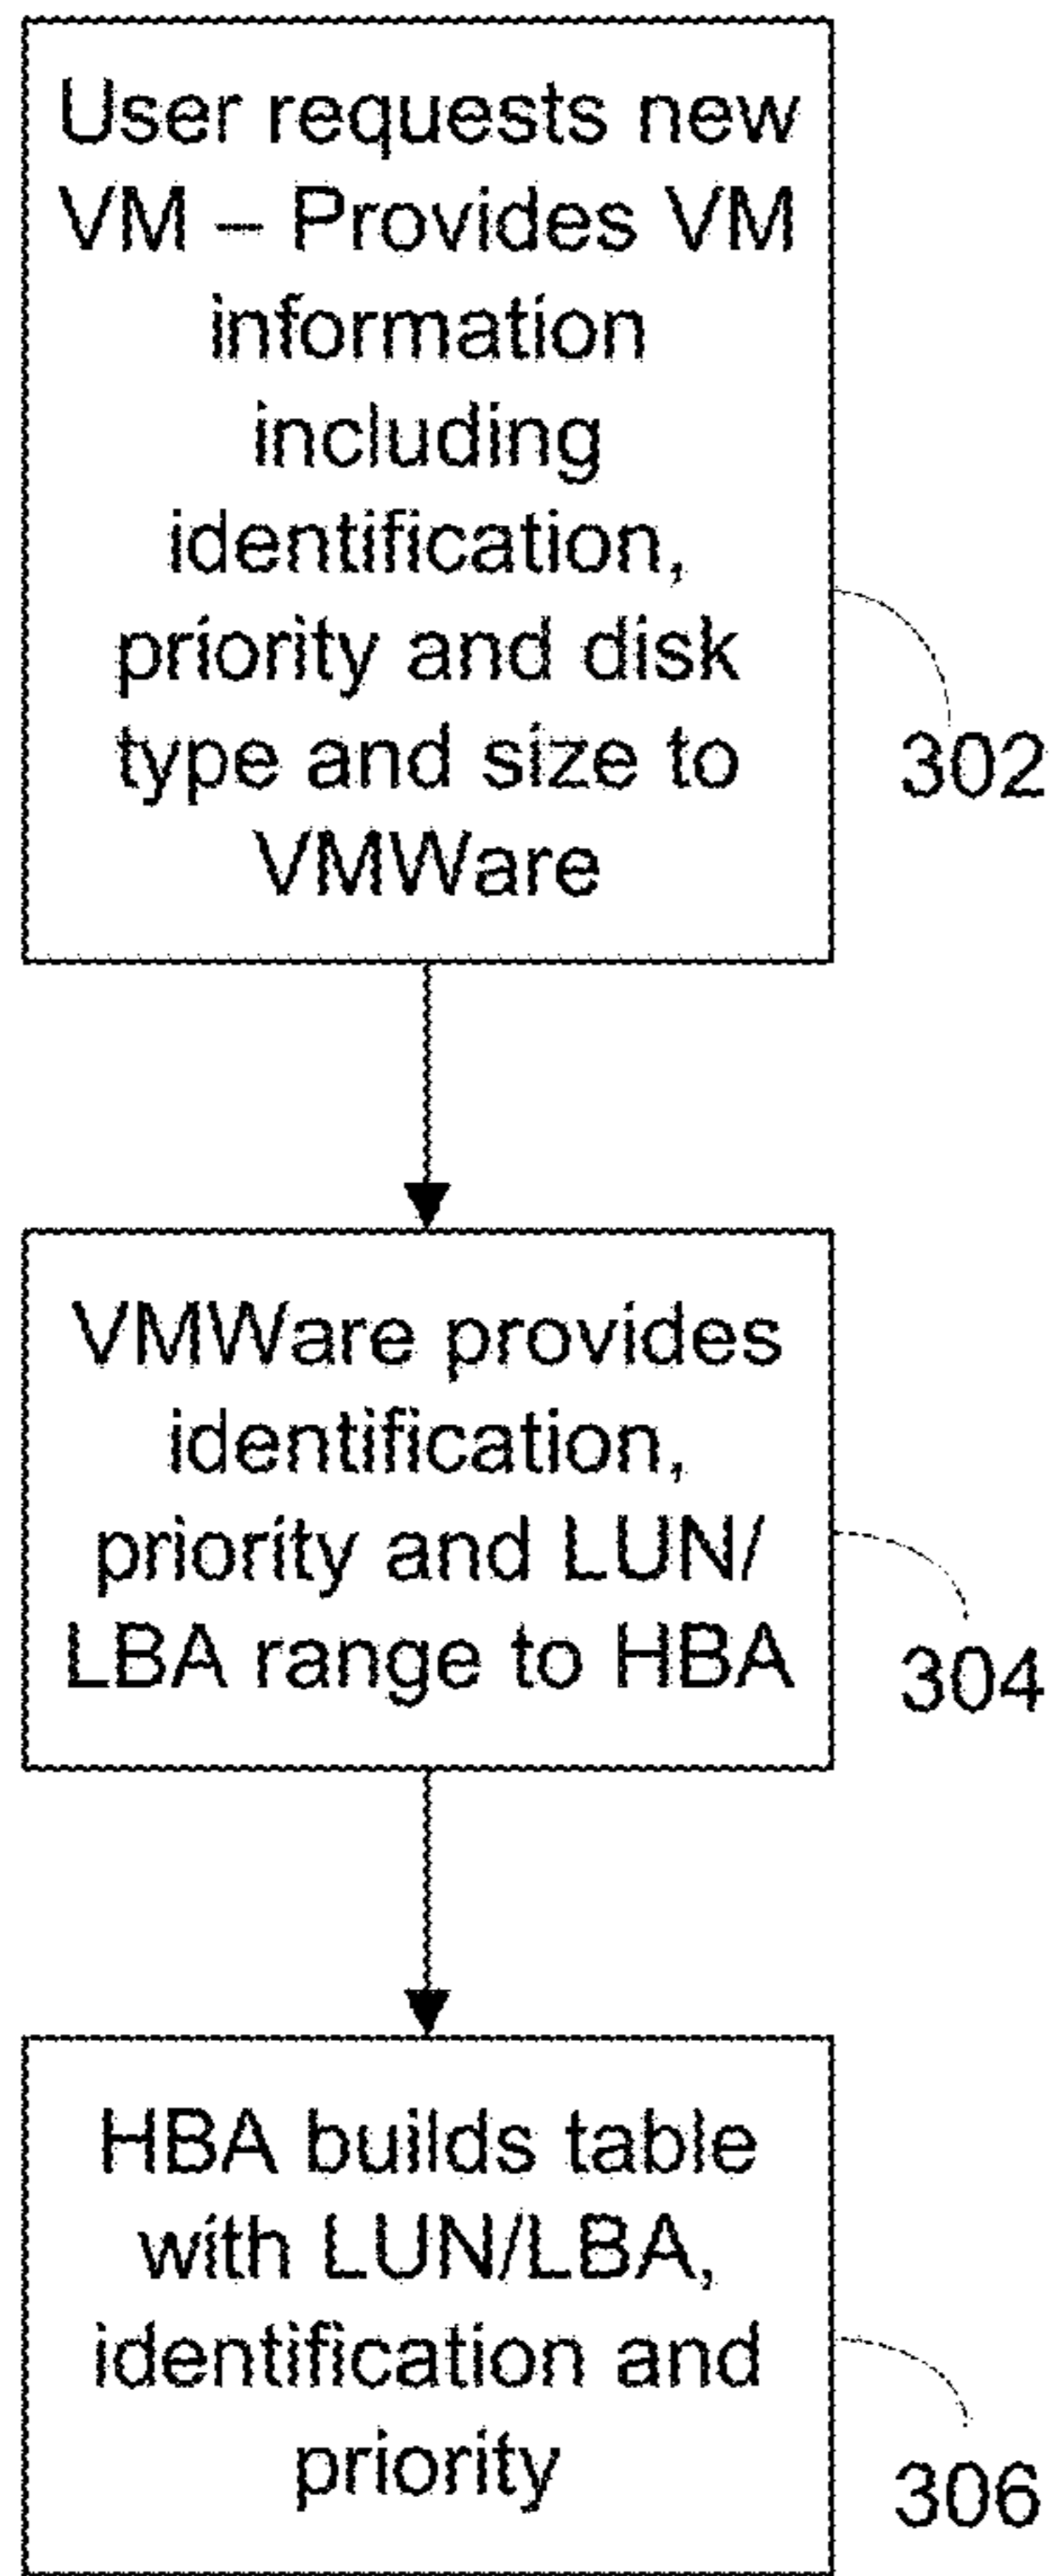 User requests new
VM – Provides VM
information
including
identification,
priority and disk
type and size to
VMWare
302
VMWare provides
identification,
priority and LUN/
LBA range to HBA
304
HBA builds table
with LUN/LBA,
identification and
priority
306